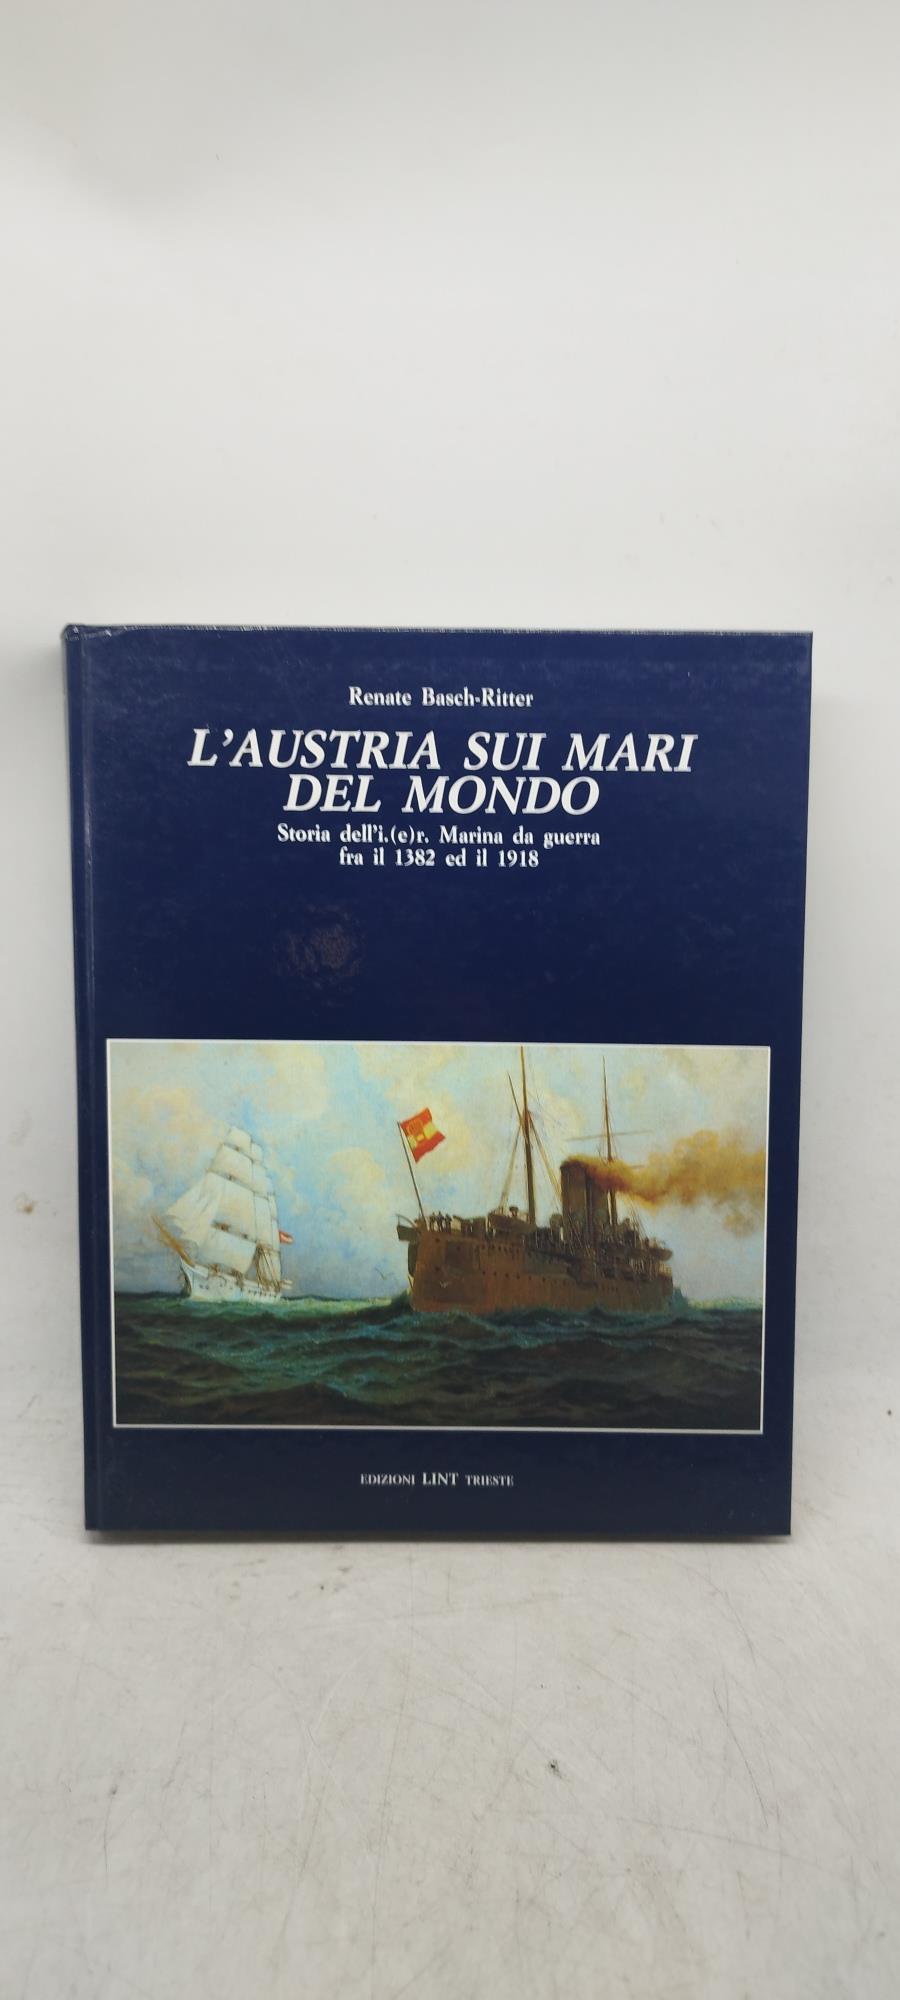 Renate Basch-Ritter
L'AUSTRIA SUI MARI
DEL MONDO
Storia dell'i.(e)r. Marina da guerra
fra il 1382 ed il 1918
EDIZIONI LINT TRIESTE